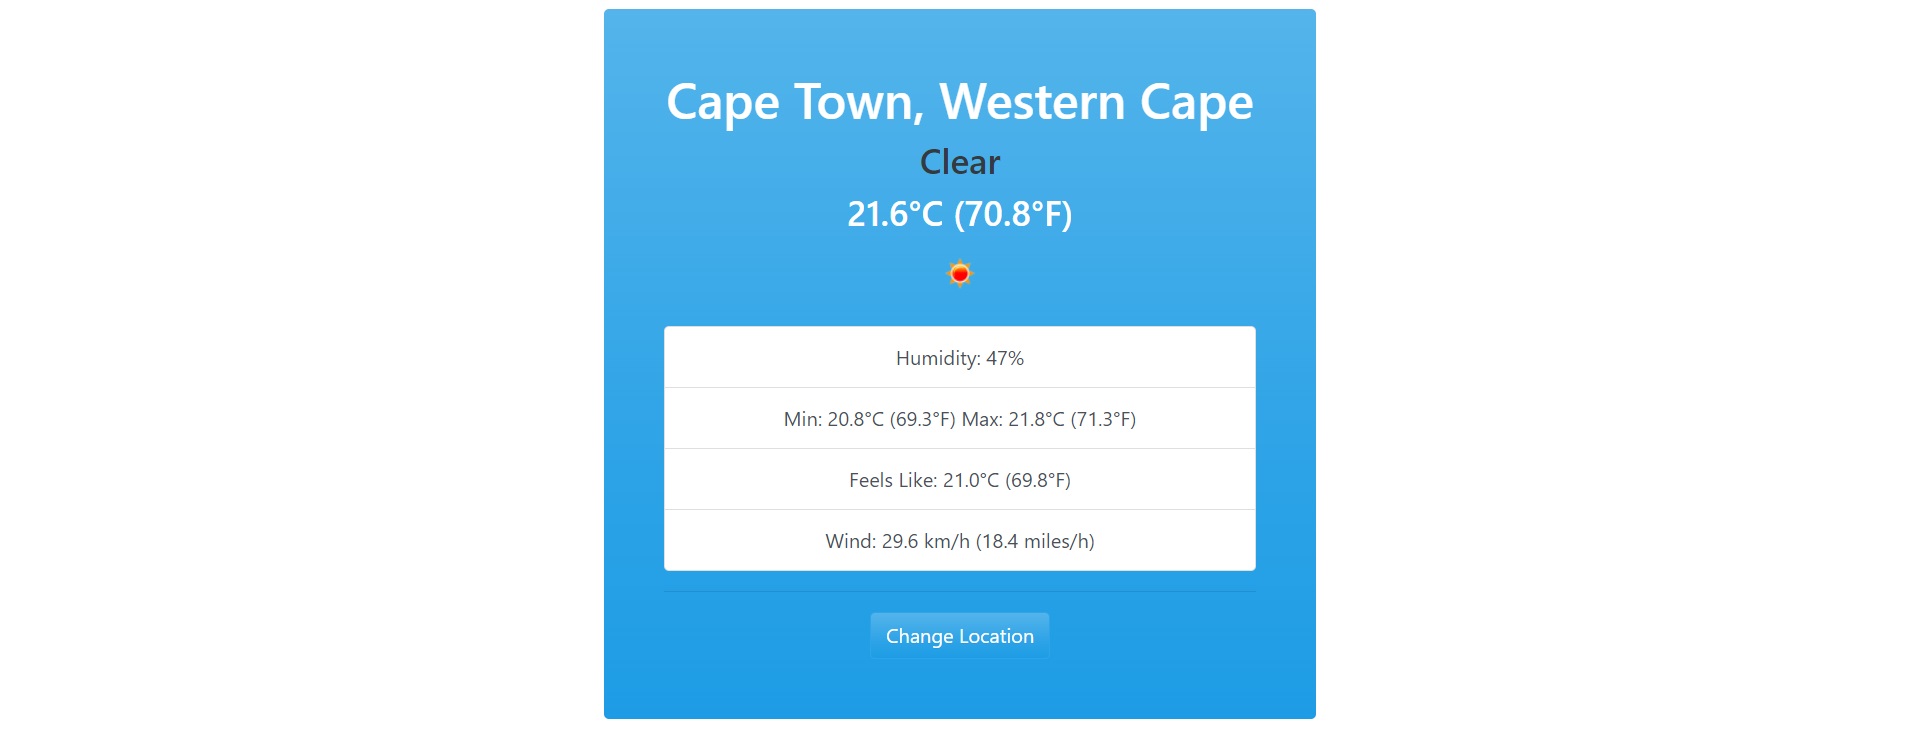 Cape Town, Western Cape
Clear
21.6°C (70.8°F)
Humidity: 47%
Min: 20.8°C (69.3°F) Max: 21.8°C (71.3°F)
Feels Like: 21.0°C (69.8°F)
Wind: 29.6 km/h (18.4 miles/h)
Change Location